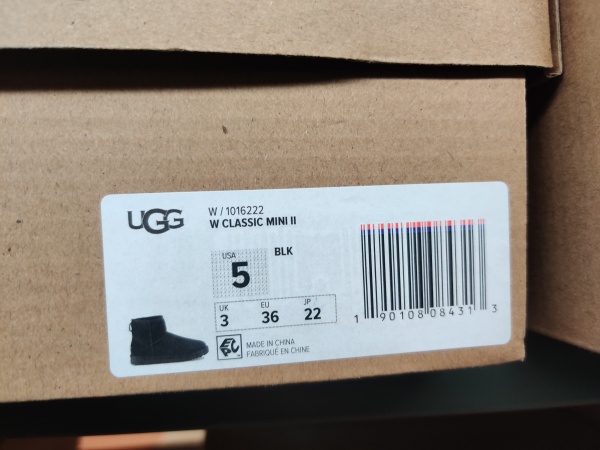 UGG
W / 1016222
W CLASSIC MINI II
USA
5
BLK
UK EU JP
3 36 22
MADE IN CHINA
FABRIQUÉ EN CHINE
1 90108 08431 3